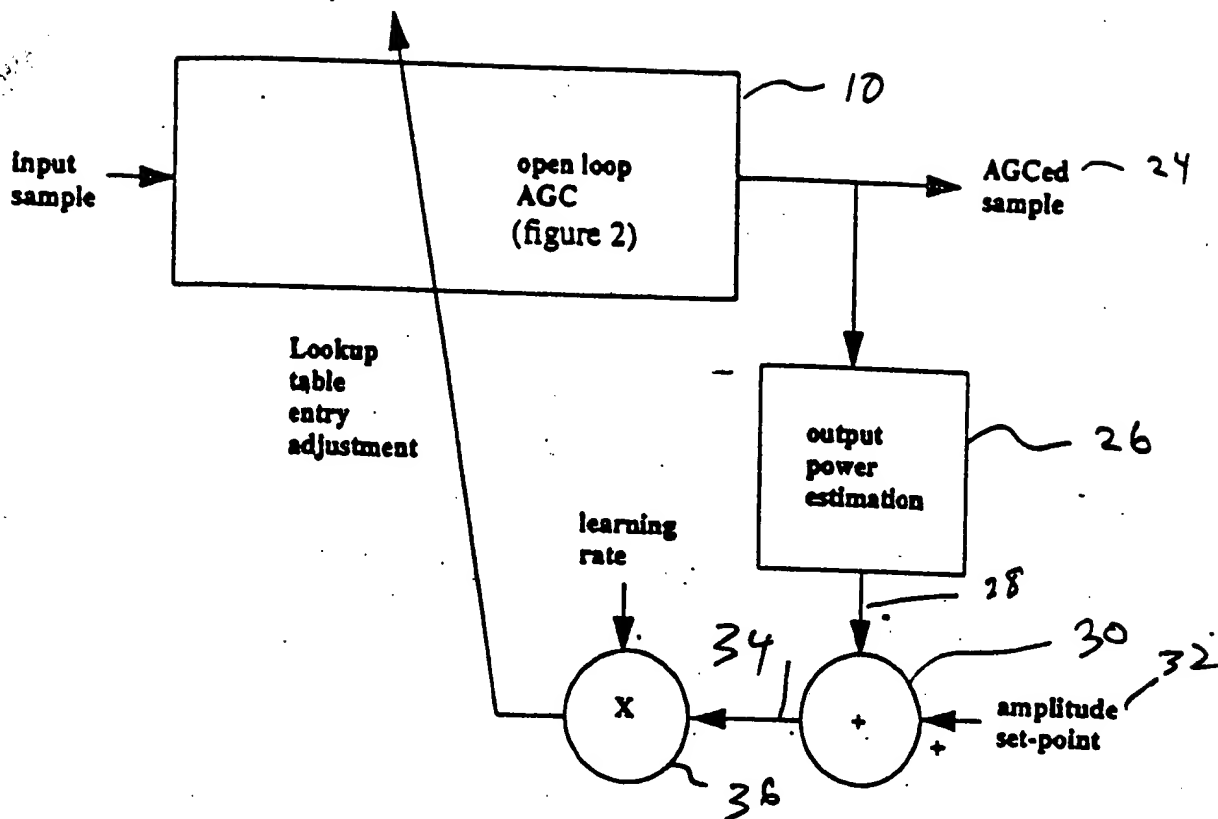 10
input
sample
open loop
AGC
(figure 2)
AGCed
sample
24
Lookup
table
entry
adjustment
-
output
power
estimation
26
learning
rate
28
34
30
32
X
+
+
amplitude
set-point
36